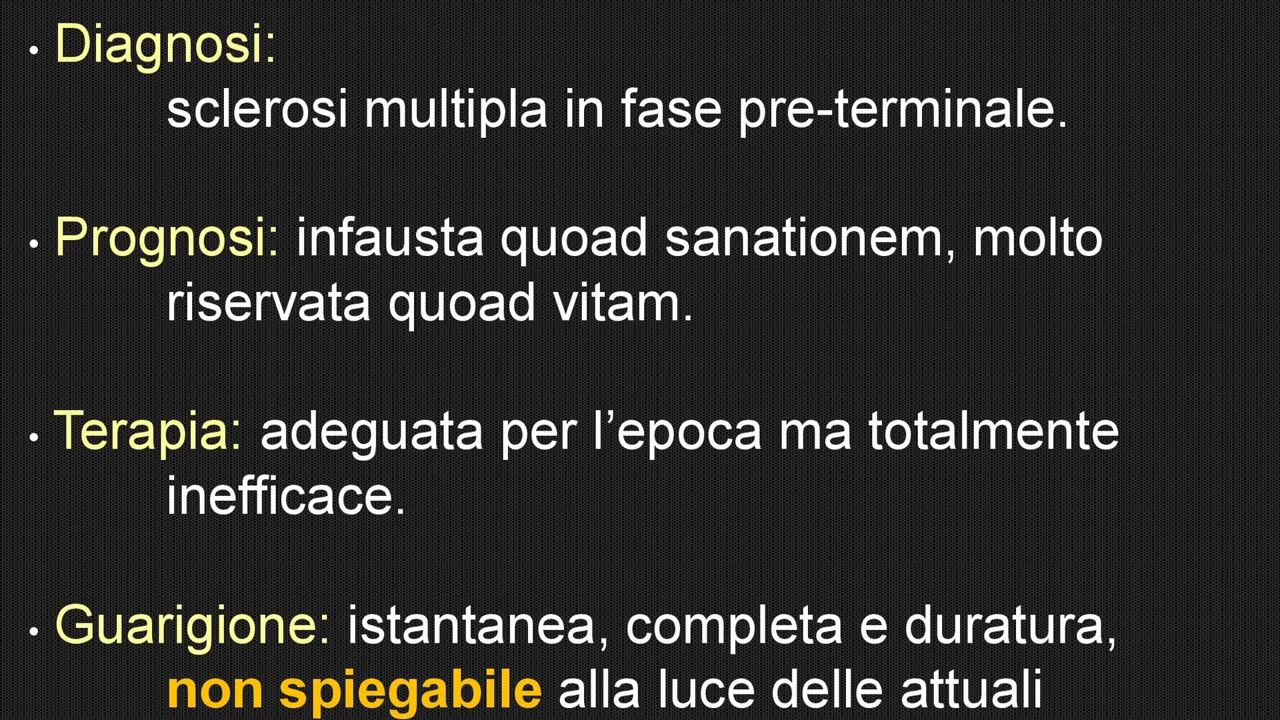 • Diagnosi:
sclerosi multipla in fase pre-terminale.
• Prognosi: infausta quoad sanationem, molto
riservata quoad vitam.
• Terapia: adeguata per l’epoca ma totalmente
inefficace.
• Guarigione: istantanea, completa e duratura,
non spiegabile alla luce delle attuali